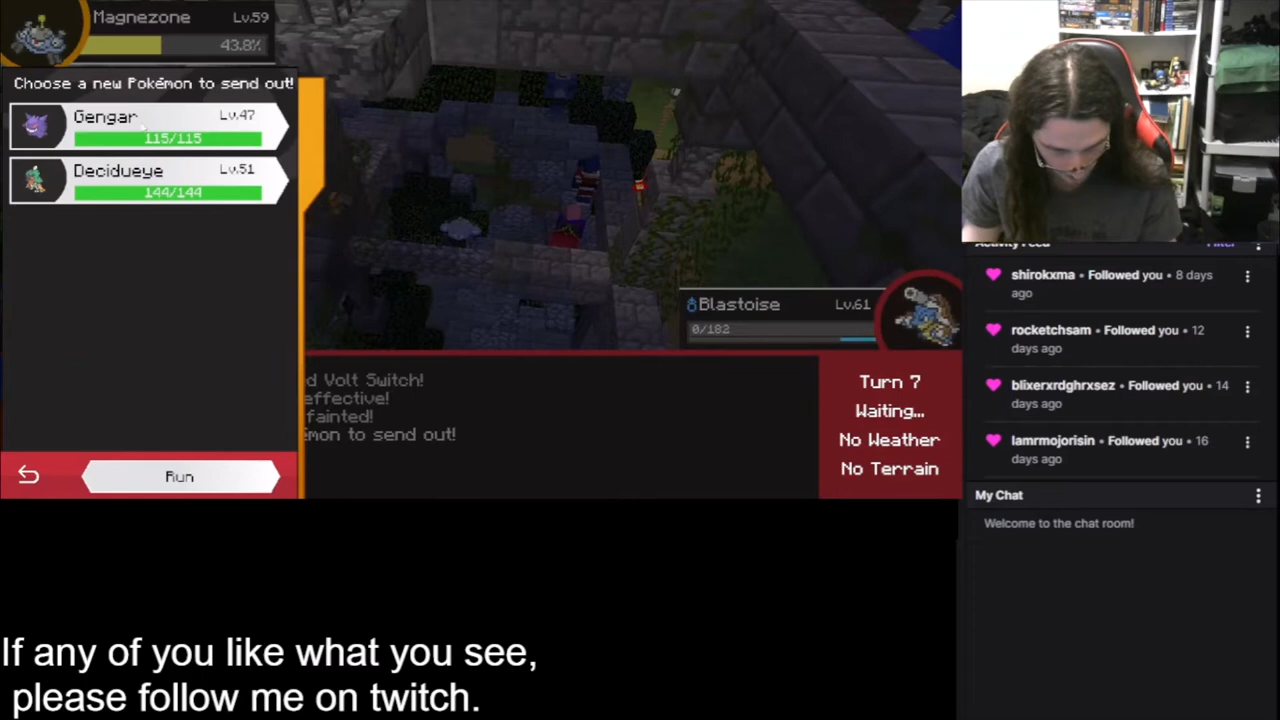 Magnezone Lv.59
43.8%
Choose a new Pokémon to send out!
Gengar Lv.47
115/115
Decidueye Lv.51
144/144
Run
Blastoise Lv.61
0/182
d Volt Switch!
effective!
fainted!
émon to send out!
Turn 7
Waiting...
No Weather
No Terrain
Activity Feed Filter
shirokxma • Followed you • 8 days
ago
rocketchsam • Followed you • 12
days ago
blixerxrdghrxsez • Followed you • 14
days ago
Iamrmojorisin • Followed you • 16
days ago
My Chat
Welcome to the chat room!
If any of you like what you see,
please follow me on twitch.